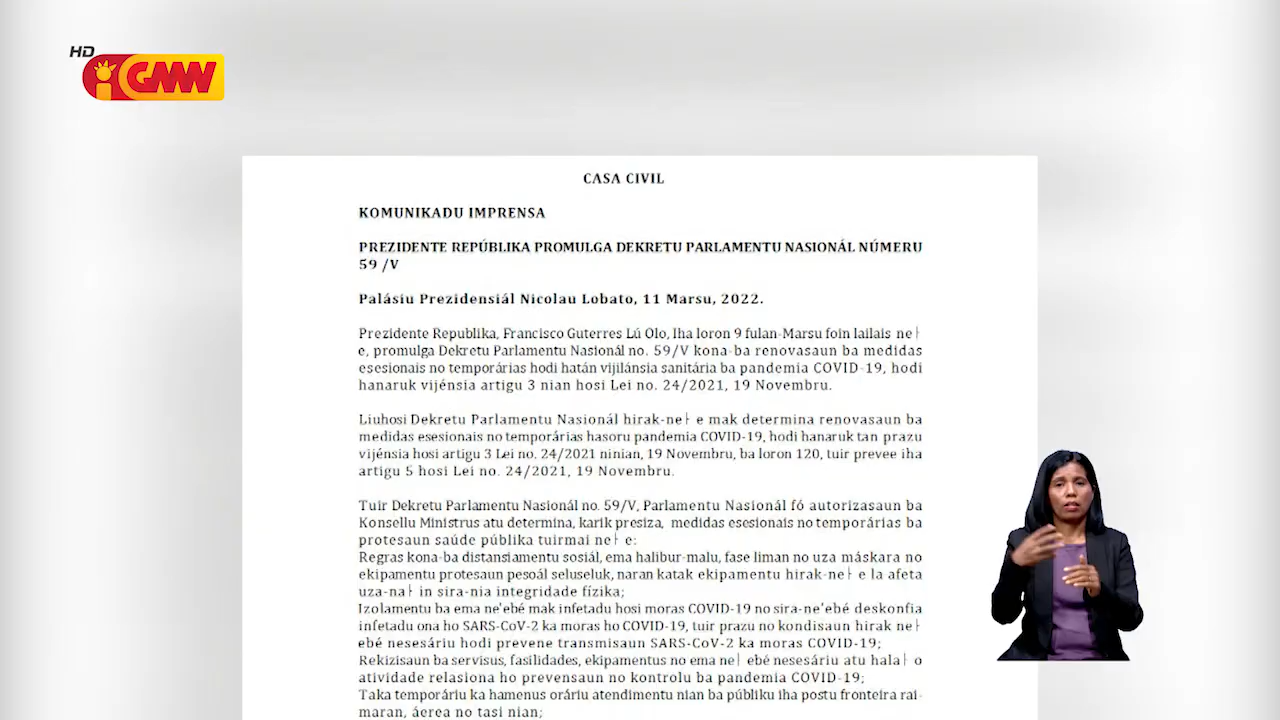 HD
GMN
CASA CIVIL
KOMUNIKADU IMPRENSA
PREZIDENTE REPÚBLIKA PROMULGA DEKRETU PARLAMENTU NASIONÁL NÚMERU
59 /V
Palásiu Prezidensiál Nicolau Lobato, 11 Marsu, 2022.
Prezidente Republika, Francisco Guterres Lú Olo, Iha loron 9 fulan-Marsu foin lailais ne├
e, promulga Dekretu Parlamentu Nasionál no. 59/V kona-ba renovasaun ba medidas
esesionais no temporárias hodi hatán vijilánsia sanitária ba pandemia COVID-19, hodi
hanaruk vijénsia artigu 3 nian hosi Lei no. 24/2021, 19 Novembru.
Liuhosi Dekretu Parlamentu Nasionál hirak-ne├ e mak determina renovasaun ba
medidas esesionais no temporárias hasoru pandemia COVID-19, hodi hanaruk tan prazu
vijénsia hosi artigu 3 Lei no. 24/2021 ninian, 19 Novembru, ba loron 120, tuir prevee iha
artigu 5 hosi Lei no. 24/2021, 19 Novembru.
Tuir Dekretu Parlamentu Nasionál no. 59/V, Parlamentu Nasionál fó autorizasaun ba
Konsellu Ministrus atu determina, karik presiza, medidas esesionais no temporárias ba
protesaun saúde públika tuirmai ne├ e:
Regras kona-ba distansiamentu sosiál, ema halibur-malu, fase liman no uza máskara no
ekipamentu protesaun pesoál seluseluk, naran katak ekipamentu hirak-ne├ e la afeta
uza-na├ in sira-nia integridade fízika;
Izolamentu ba ema ne'ebé mak infetadu hosi moras COVID-19 no sira-ne'ebé deskonfia
infetadu ona ho SARS-CoV-2 ka moras ho COVID-19, tuir prazu no kondisaun hirak ne├
ebé nesesáriu hodi prevene transmisaun SARS-CoV-2 ka moras COVID-19;
Rekizisaun ba servisus, fasilidades, ekipamentus no ema ne┤ ebé nesesáriu atu hala├ o
atividade relasiona ho prevensaun no kontrolu ba pandemia COVID-19;
Taka temporáriu ka hamenus oráriu atendimentu nian ba públiku iha postu fronteira rai-
maran, áerea no tasi nian;